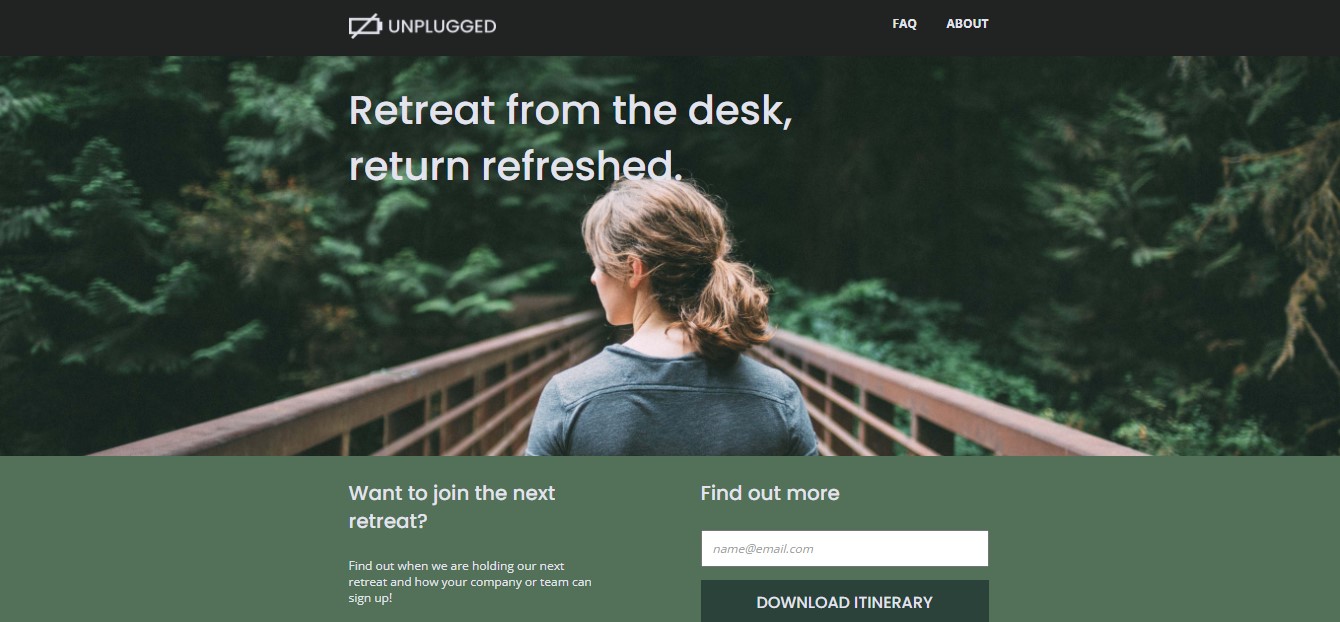 UNPLUGGED
FAQ
ABOUT
Retreat from the desk,
return refreshed.
Want to join the next
retreat?
Find out when we are holding our next
retreat and how your company or team can
sign up!
Find out more
name@email.com
DOWNLOAD ITINERARY